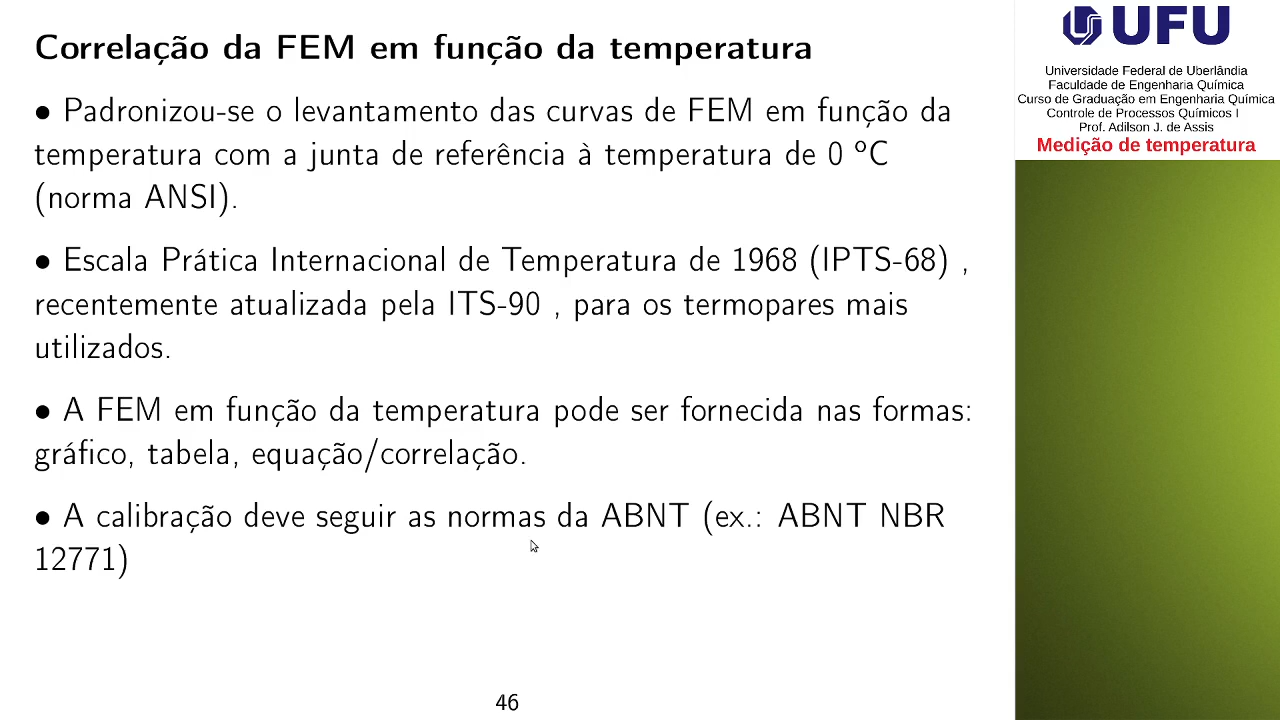 Correlação da FEM em função da temperatura
• Padronizou-se o levantamento das curvas de FEM em função da
temperatura com a junta de referência à temperatura de 0 ºC
(norma ANSI).
• Escala Prática Internacional de Temperatura de 1968 (IPTS-68) ,
recentemente atualizada pela ITS-90 , para os termopares mais
utilizados.
• A FEM em função da temperatura pode ser fornecida nas formas:
gráfico, tabela, equação/correlação.
• A calibração deve seguir as normas da ABNT (ex.: ABNT NBR
12771)
46
UFU
Universidade Federal de Uberlândia
Faculdade de Engenharia Química
Curso de Graduação em Engenharia Química
Controle de Processos Químicos I
Prof. Adilson J. de Assis
Medição de temperatura